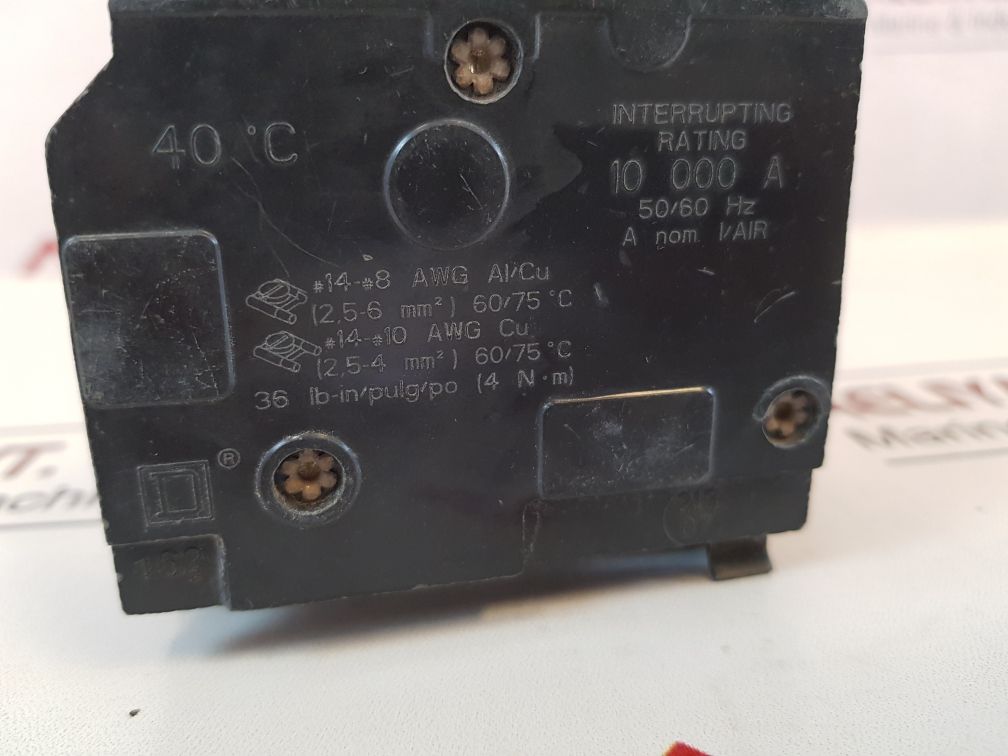 40 °C
INTERRUPTING
RATING
10 000 A
50/60 Hz
A nom. I/AIR
#14-#8 AWG Al/Cu
(2,5-6 mm²) 60/75 °C
#14-#10 AWG Cu
(2,5-4 mm²) 60/75 °C
36 lb-in/pulg/po (4 N·m)
®